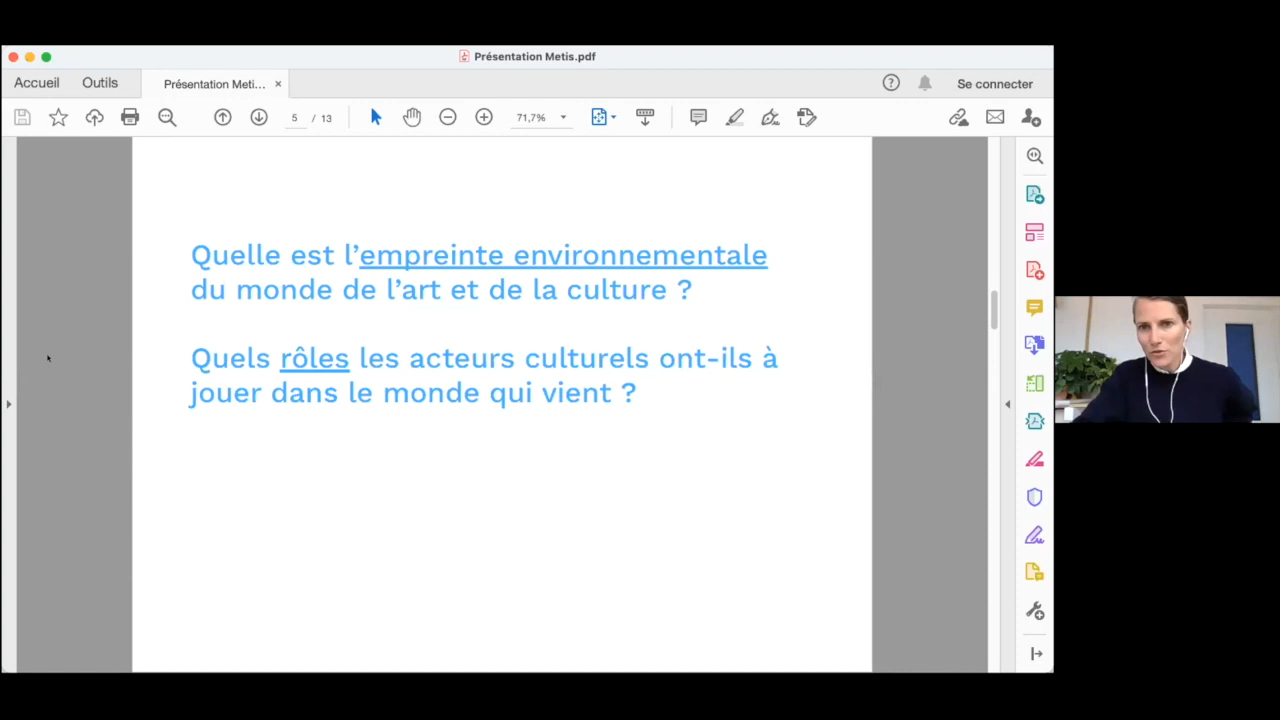 Présentation Metis.pdf
Accueil
Outils
Présentation Meti...
Se connecter
5 / 13
71,7%
Quelle est l’empreinte environnementale
du monde de l’art et de la culture ?
Quels rôles les acteurs culturels ont-ils à
jouer dans le monde qui vient ?